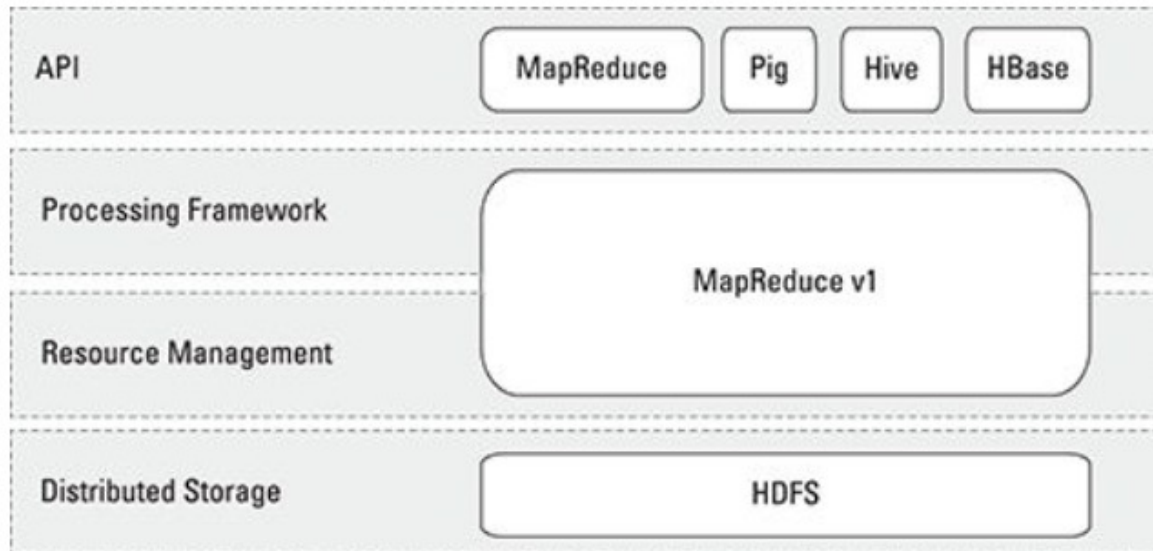 API
MapReduce Pig Hive HBase
Processing Framework
MapReduce v1
Resource Management
Distributed Storage
HDFS